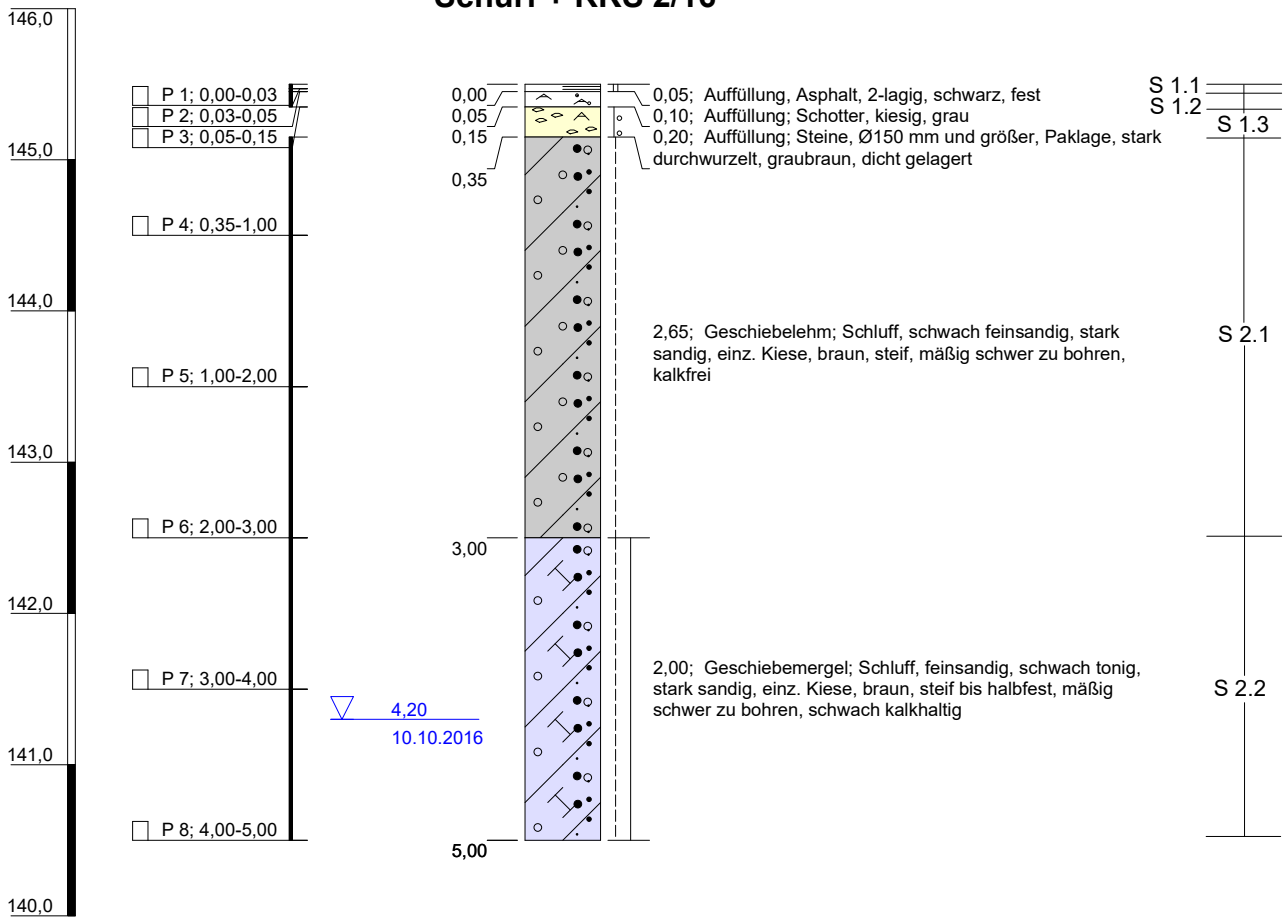 Schurf + KRS 2/16
146,0
145,0
144,0
143,0
142,0
141,0
140,0
P 1; 0,00-0,03
P 2; 0,03-0,05
P 3; 0,05-0,15
P 4; 0,35-1,00
P 5; 1,00-2,00
P 6; 2,00-3,00
P 7; 3,00-4,00
P 8; 4,00-5,00
4,20
10.10.2016
0,00
0,05
0,15
0,35
3,00
5,00
0,05; Auffüllung, Asphalt, 2-lagig, schwarz, fest
0,10; Auffüllung; Schotter, kiesig, grau
0,20; Auffüllung; Steine, Ø150 mm und größer, Paklage, stark
durchwurzelt, graubraun, dicht gelagert
2,65; Geschiebelehm; Schluff, schwach feinsandig, stark
sandig, einz. Kiese, braun, steif, mäßig schwer zu bohren,
kalkfrei
2,00; Geschiebemergel; Schluff, feinsandig, schwach tonig,
stark sandig, einz. Kiese, braun, steif bis halbfest, mäßig
schwer zu bohren, schwach kalkhaltig
S 1.1
S 1.2
S 1.3
S 2.1
S 2.2